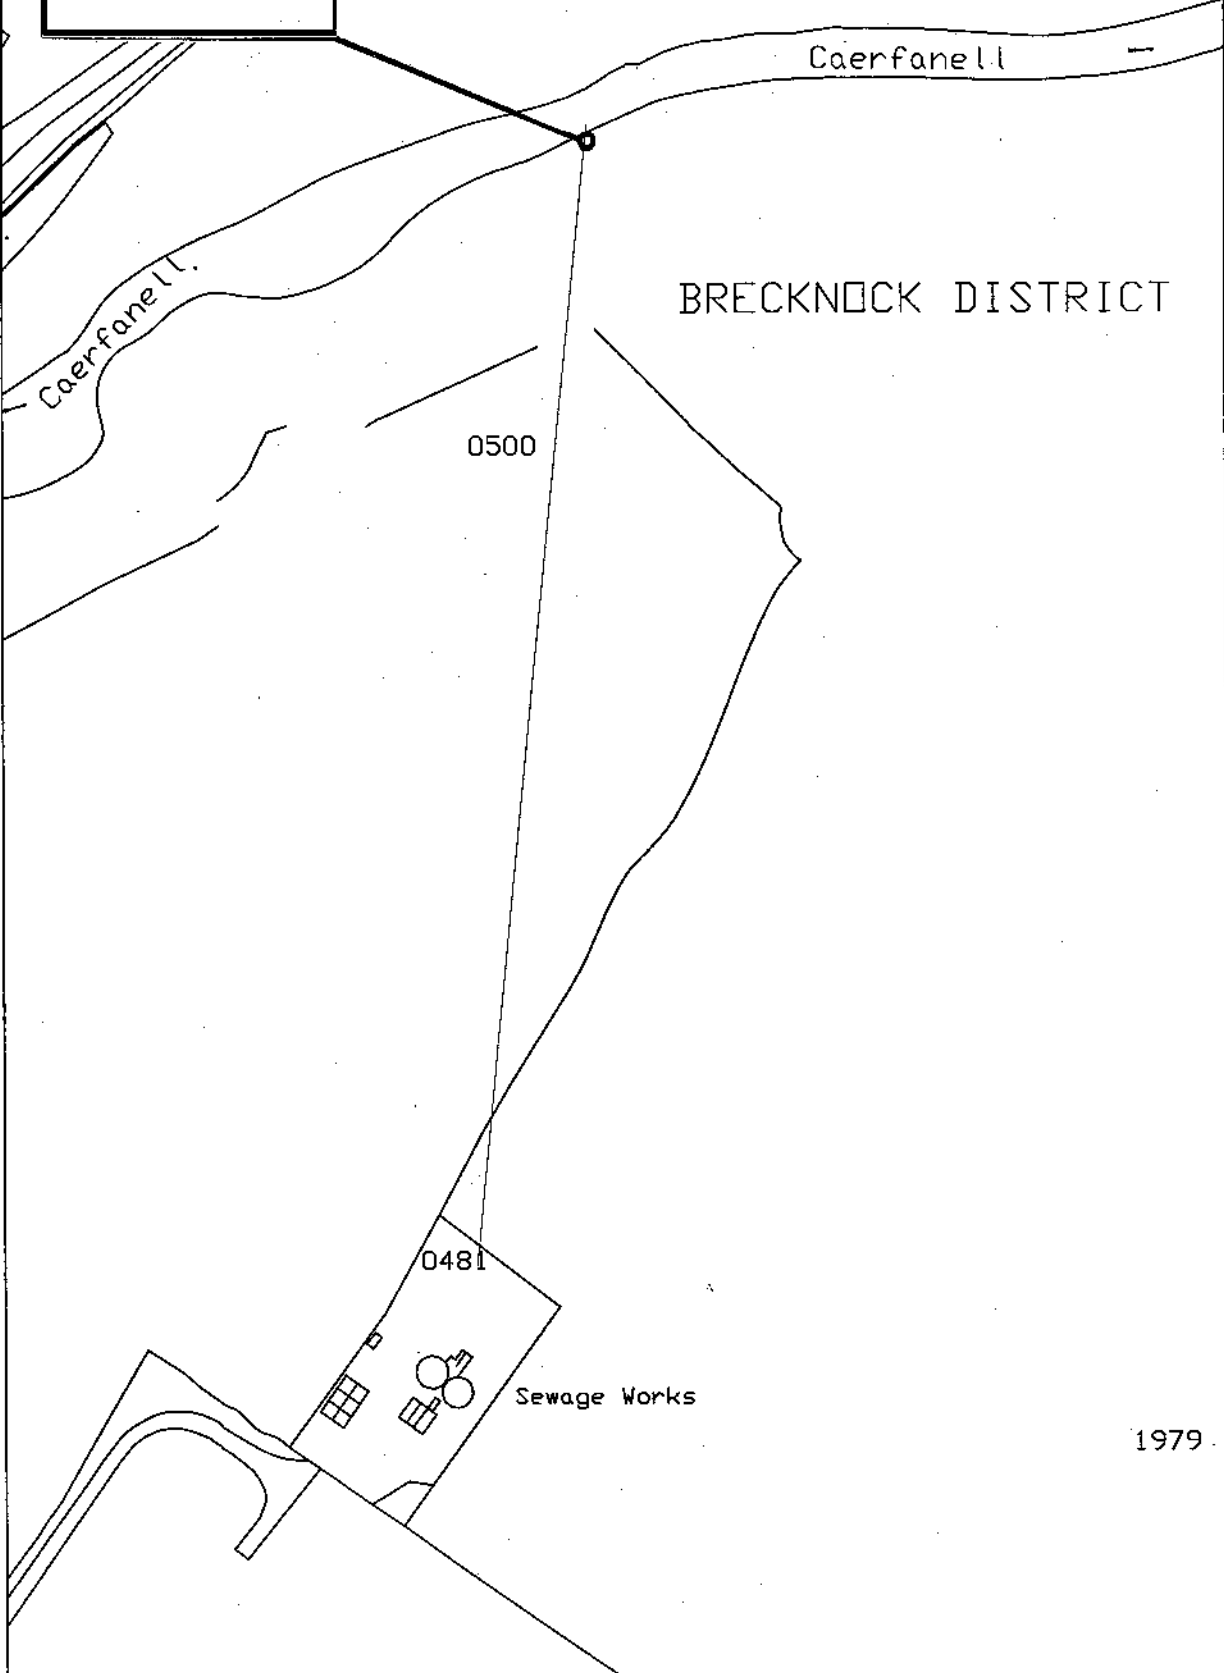 Caerfanell
Caerfanell.
BRECKNOCK DISTRICT
0500
0481
Sewage Works
1979